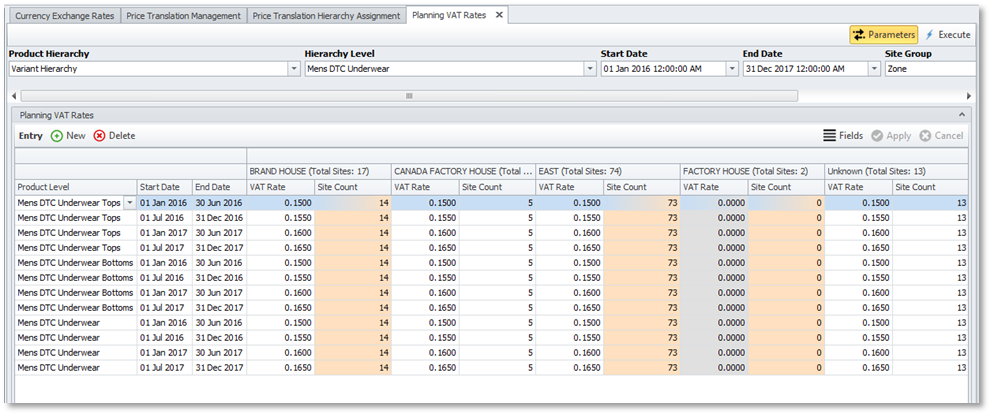 Currency Exchange Rates Price Translation Management Price Translation Hierarchy Assignment Planning VAT Rates
Parameters Execute
Product Hierarchy Hierarchy Level Start Date End Date Site Group
Variant Hierarchy Mens DTC Underwear 01 Jan 2016 12:00:00 AM 31 Dec 2017 12:00:00 AM Zone
Planning VAT Rates
Entry New Delete Fields Apply Cancel
BRAND HOUSE (Total Sites: 17) CANADA FACTORY HOUSE (Total ... EAST (Total Sites: 74) FACTORY HOUSE (Total Sites: 2) Unknown (Total Sites: 13)
Product Level Start Date End Date VAT Rate Site Count VAT Rate Site Count VAT Rate Site Count VAT Rate Site Count VAT Rate Site Count
Mens DTC Underwear Tops 01 Jan 2016 30 Jun 2016 0.1500 14 0.1500 5 0.1500 73 0.0000 0 0.1500 13
Mens DTC Underwear Tops 01 Jul 2016 31 Dec 2016 0.1550 14 0.1550 5 0.1550 73 0.0000 0 0.1550 13
Mens DTC Underwear Tops 01 Jan 2017 30 Jun 2017 0.1600 14 0.1600 5 0.1600 73 0.0000 0 0.1600 13
Mens DTC Underwear Tops 01 Jul 2017 31 Dec 2017 0.1650 14 0.1650 5 0.1650 73 0.0000 0 0.1650 13
Mens DTC Underwear Bottoms 01 Jan 2016 30 Jun 2016 0.1500 14 0.1500 5 0.1500 73 0.0000 0 0.1500 13
Mens DTC Underwear Bottoms 01 Jul 2016 31 Dec 2016 0.1550 14 0.1550 5 0.1550 73 0.0000 0 0.1550 13
Mens DTC Underwear Bottoms 01 Jan 2017 30 Jun 2017 0.1600 14 0.1600 5 0.1600 73 0.0000 0 0.1600 13
Mens DTC Underwear Bottoms 01 Jul 2017 31 Dec 2017 0.1650 14 0.1650 5 0.1650 73 0.0000 0 0.1650 13
Mens DTC Underwear 01 Jan 2016 30 Jun 2016 0.1500 14 0.1500 5 0.1500 73 0.0000 0 0.1500 13
Mens DTC Underwear 01 Jul 2016 31 Dec 2016 0.1550 14 0.1550 5 0.1550 73 0.0000 0 0.1550 13
Mens DTC Underwear 01 Jan 2017 30 Jun 2017 0.1600 14 0.1600 5 0.1600 73 0.0000 0 0.1600 13
Mens DTC Underwear 01 Jul 2017 31 Dec 2017 0.1650 14 0.1650 5 0.1650 73 0.0000 0 0.1650 13